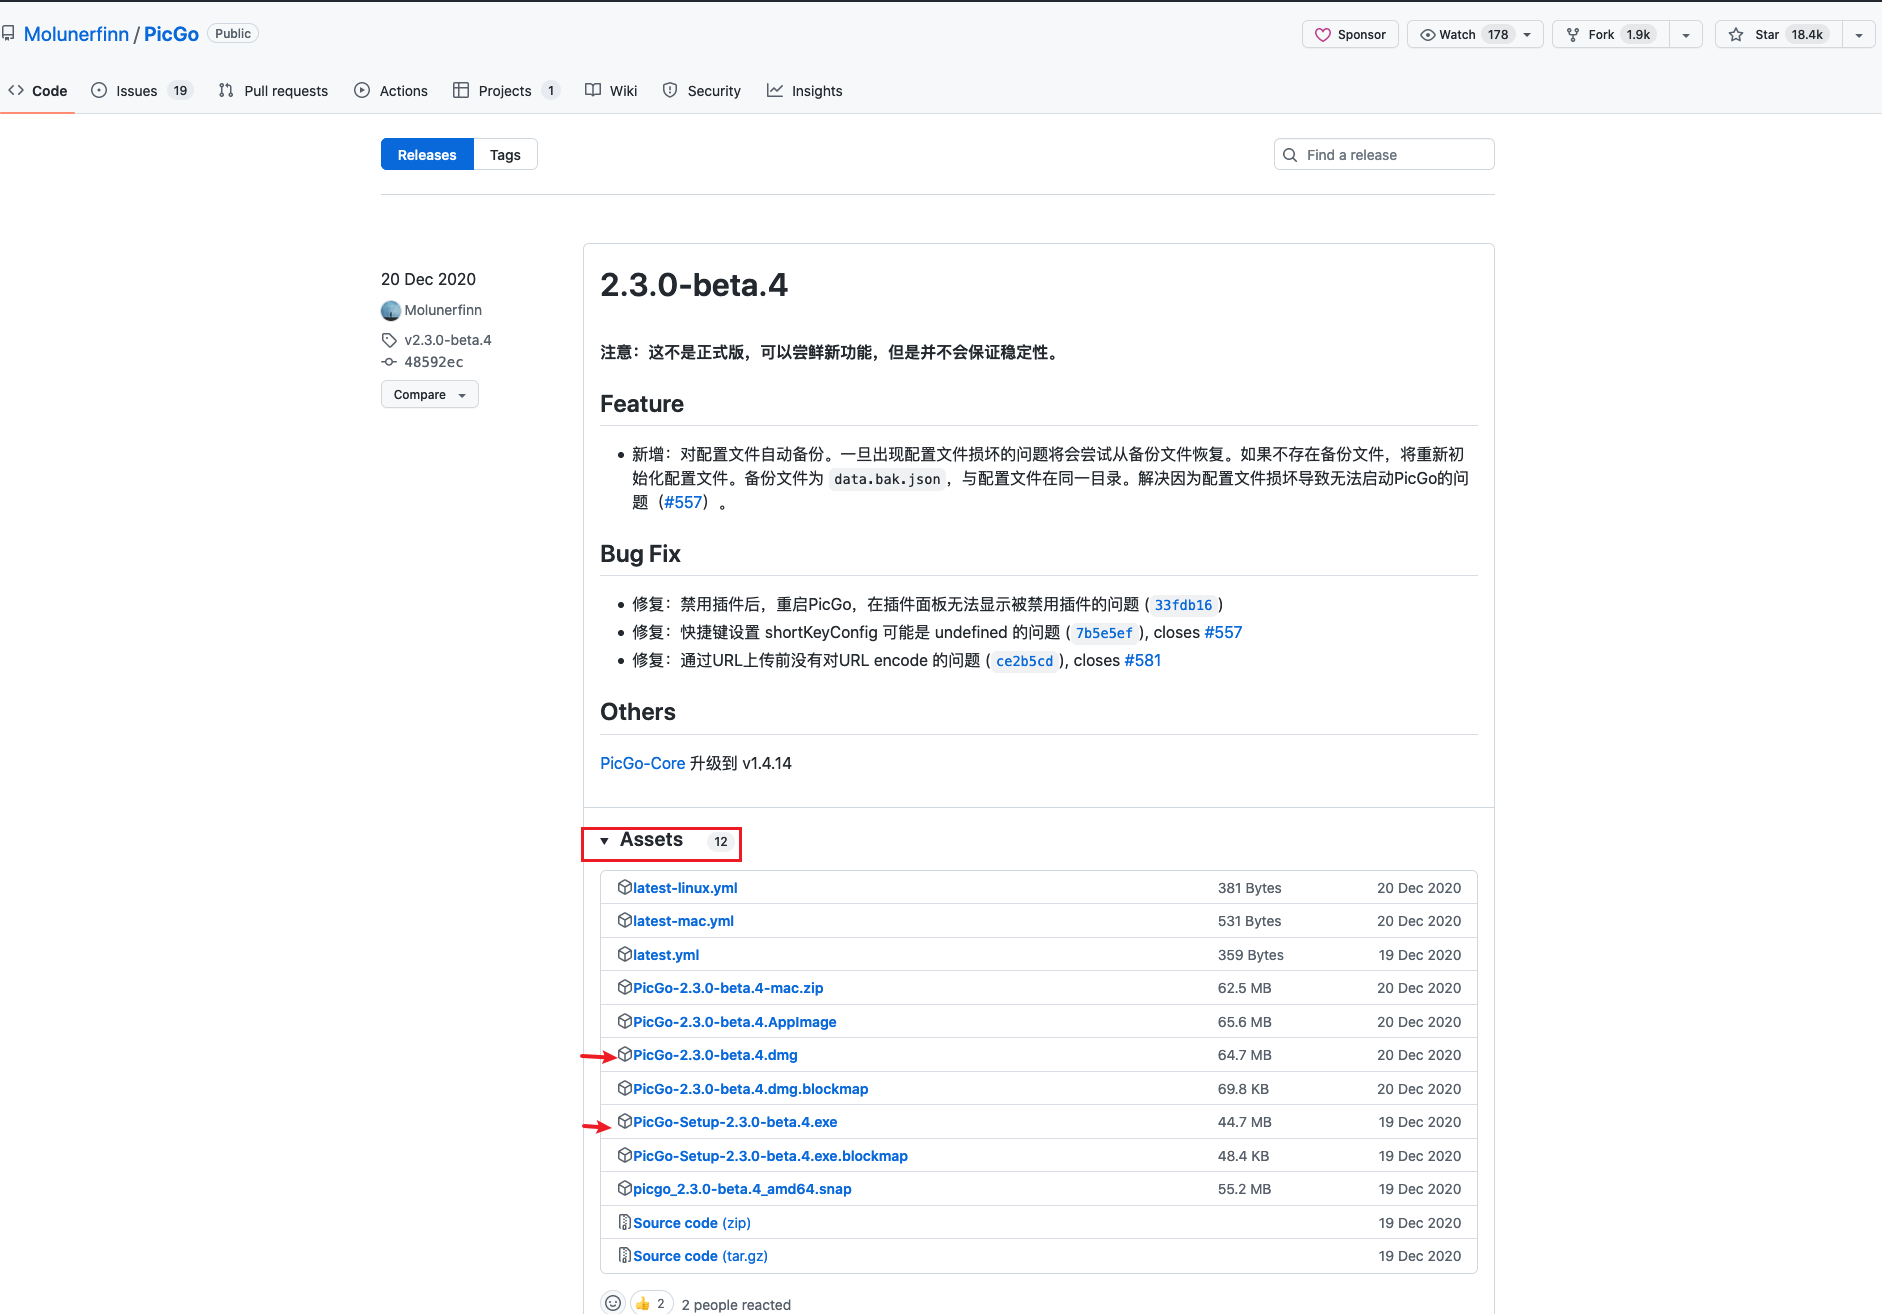 Molunerfinn / PicGo Public
Sponsor Watch 178 Fork 1.9k Star 18.4k
Code Issues 19 Pull requests Actions Projects 1 Wiki Security Insights
Releases Tags Find a release
20 Dec 2020
Molunerfinn
v2.3.0-beta.4
48592ec
Compare
2.3.0-beta.4
注意：这不是正式版，可以尝鲜新功能，但是并不会保证稳定性。
Feature
• 新增：对配置文件自动备份。一旦出现配置文件损坏的问题将会尝试从备份文件恢复。如果不存在备份文件，将重新初
始化配置文件。备份文件为 data.bak.json，与配置文件在同一目录。解决因为配置文件损坏导致无法启动PicGo的问
题（#557）。
Bug Fix
• 修复：禁用插件后，重启PicGo，在插件面板无法显示被禁用插件的问题 (33fdb16)
• 修复：快捷键设置 shortKeyConfig 可能是 undefined 的问题 (7b5e5ef), closes #557
• 修复：通过URL上传前没有对URL encode 的问题 (ce2b5cd), closes #581
Others
PicGo-Core 升级到 v1.4.14
Assets 12
latest-linux.yml 381 Bytes 20 Dec 2020
latest-mac.yml 531 Bytes 20 Dec 2020
latest.yml 359 Bytes 19 Dec 2020
PicGo-2.3.0-beta.4-mac.zip 62.5 MB 20 Dec 2020
PicGo-2.3.0-beta.4.AppImage 65.6 MB 20 Dec 2020
PicGo-2.3.0-beta.4.dmg 64.7 MB 20 Dec 2020
PicGo-2.3.0-beta.4.dmg.blockmap 69.8 KB 20 Dec 2020
PicGo-Setup-2.3.0-beta.4.exe 44.7 MB 19 Dec 2020
PicGo-Setup-2.3.0-beta.4.exe.blockmap 48.4 KB 19 Dec 2020
picgo_2.3.0-beta.4_amd64.snap 55.2 MB 19 Dec 2020
Source code (zip) 19 Dec 2020
Source code (tar.gz) 19 Dec 2020
👍 2 2 people reacted